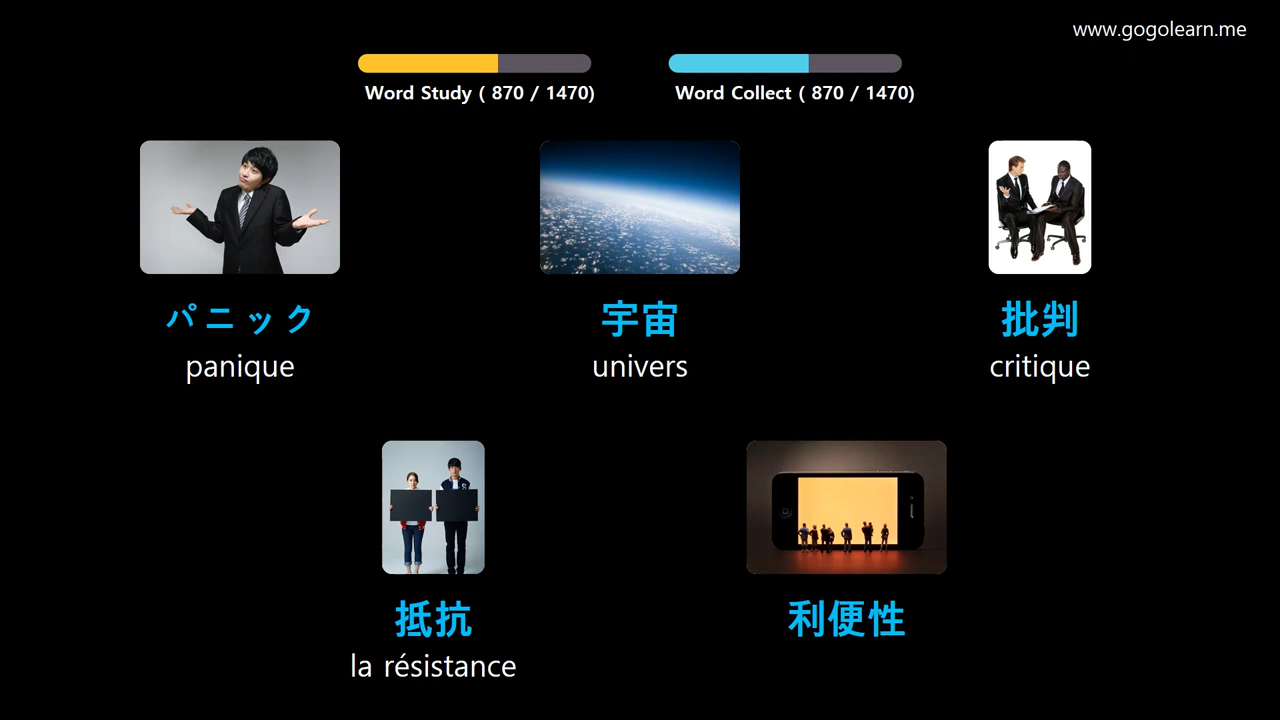 www.gogolearn.me
Word Study ( 870 / 1470)
Word Collect ( 870 / 1470)
パニック
panique
宇宙
univers
批判
critique
抵抗
la résistance
利便性